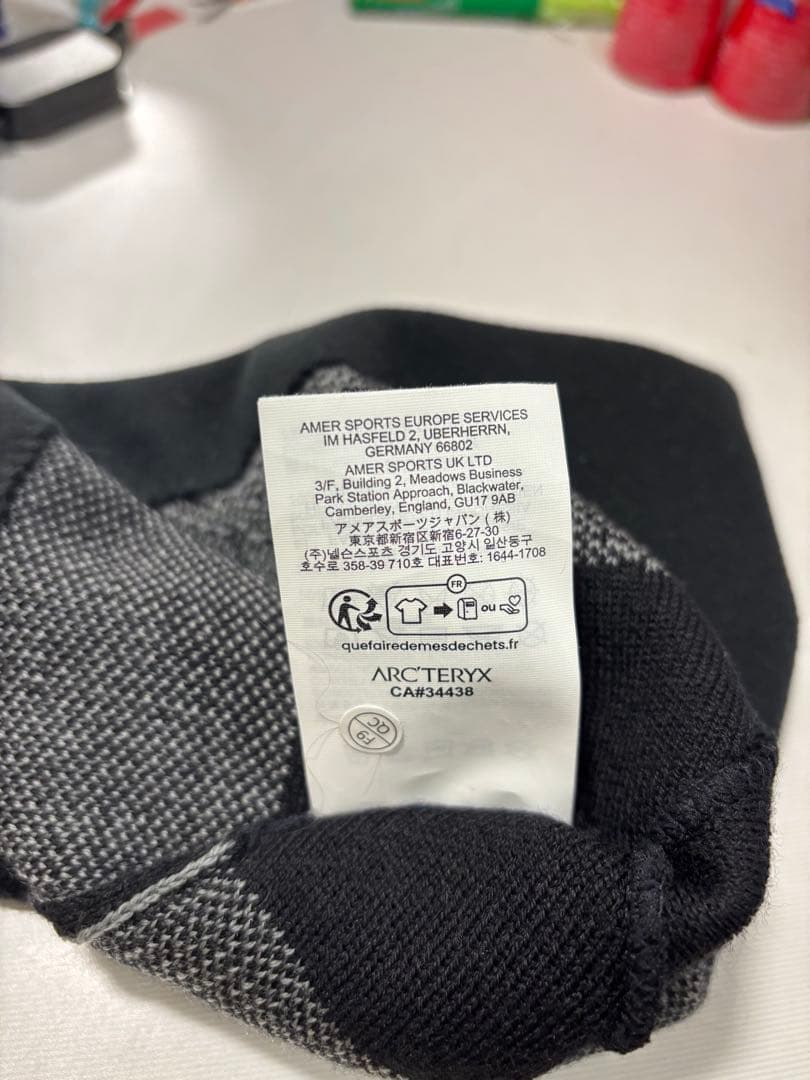 AMER SPORTS EUROPE SERVICES
IM HASFELD 2, UBERHERRN,
GERMANY 66802
AMER SPORTS UK LTD
3/F, Building 2, Meadows Business
Park Station Approach, Blackwater,
Camberley, England, GU17 9AB
アメアスポーツジャパン (株)
東京都新宿区新宿6-27-30
(주)넬슨스포츠 경기도 고양시 일산동구
호수로 358-39 710호 대표번호: 1644-1708
FR
ou
quefairedemesdechets.fr
ARC'TERYX
CA#34438
QC
F9